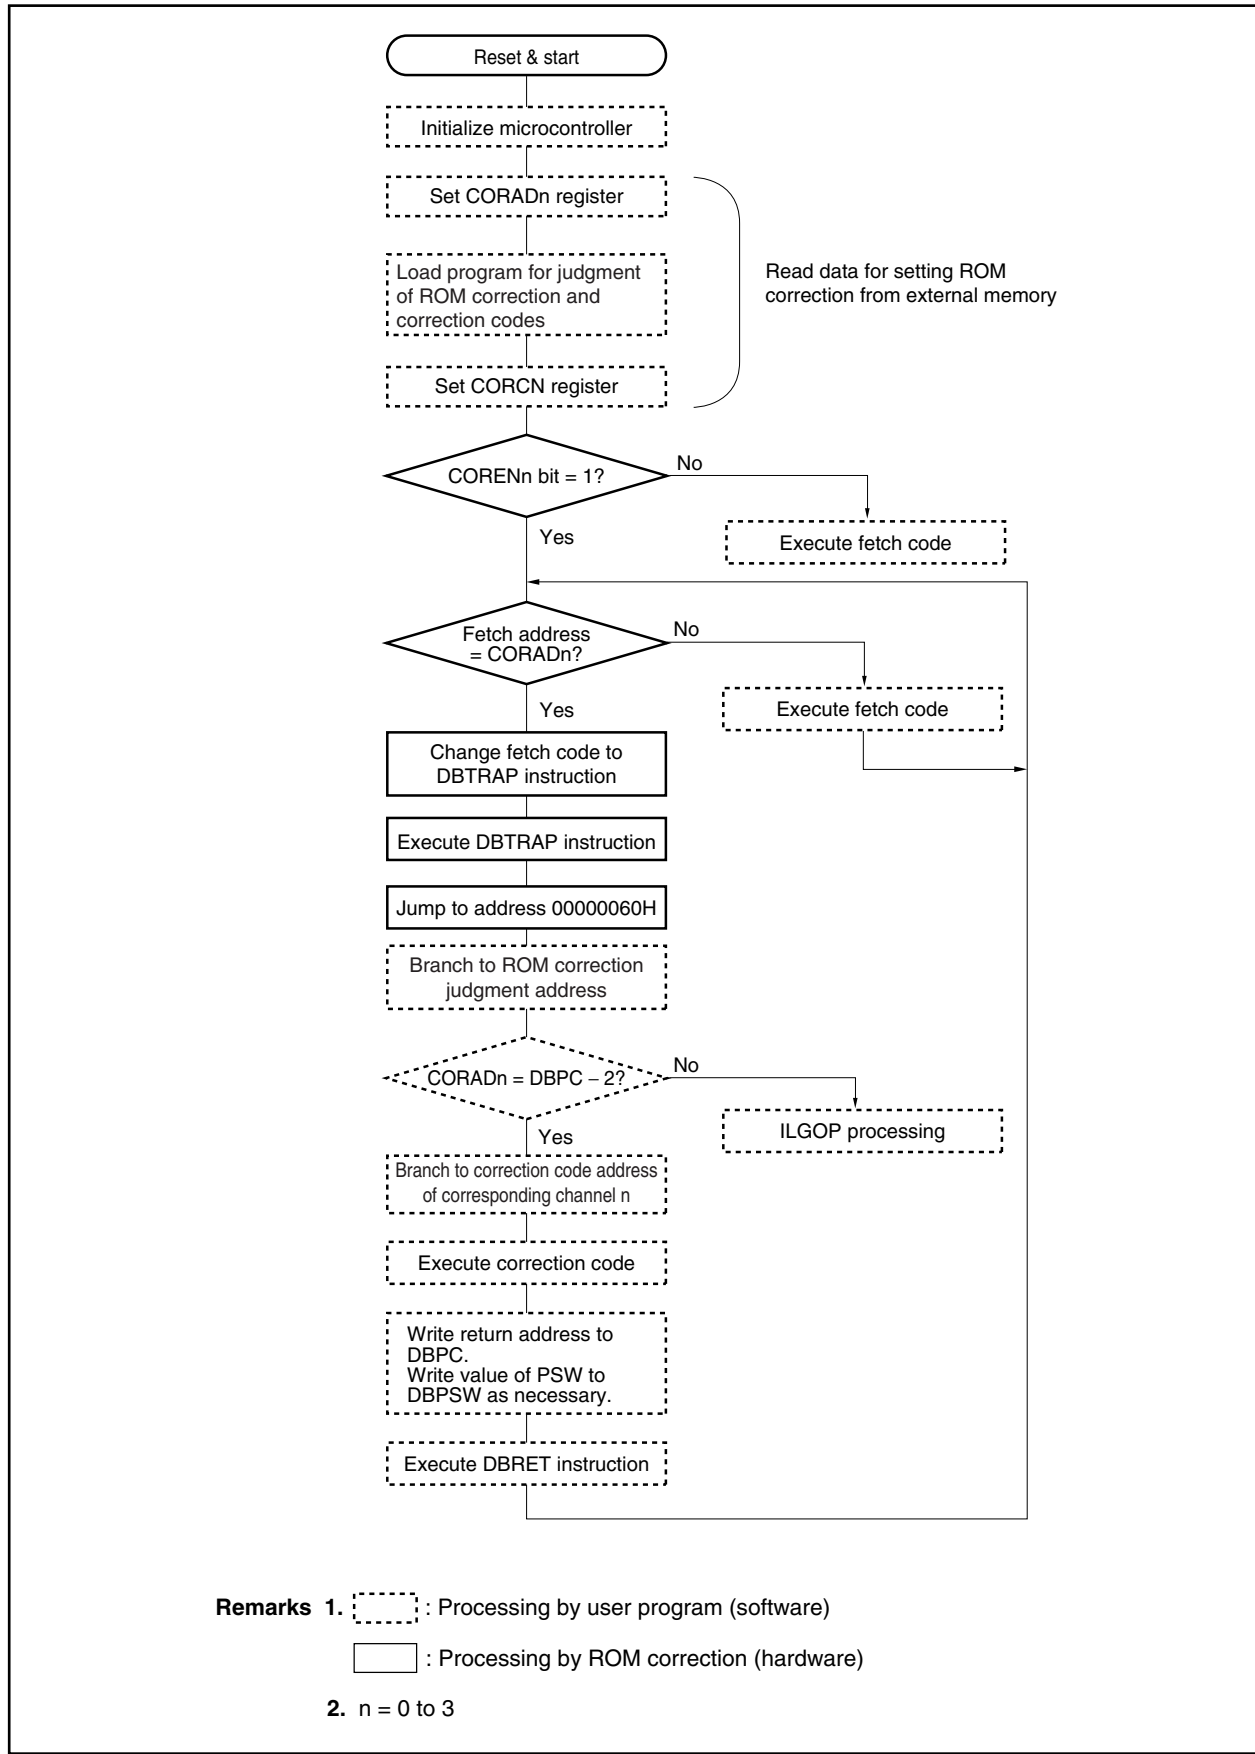 Reset & start
Initialize microcontroller
Set CORADn register
Load program for judgment
of ROM correction and
correction codes
Read data for setting ROM
correction from external memory
Set CORCN register
CORENn bit = 1?
No
Execute fetch code
Yes
Fetch address
= CORADn?
No
Execute fetch code
Yes
Change fetch code to
DBTRAP instruction
Execute DBTRAP instruction
Jump to address 00000060H
Branch to ROM correction
judgment address
CORADn = DBPC – 2?
No
ILGOP processing
Yes
Branch to correction code address
of corresponding channel n
Execute correction code
Write return address to
DBPC.
Write value of PSW to
DBPSW as necessary.
Execute DBRET instruction
Remarks 1. : Processing by user program (software)
: Processing by ROM correction (hardware)
2. n = 0 to 3